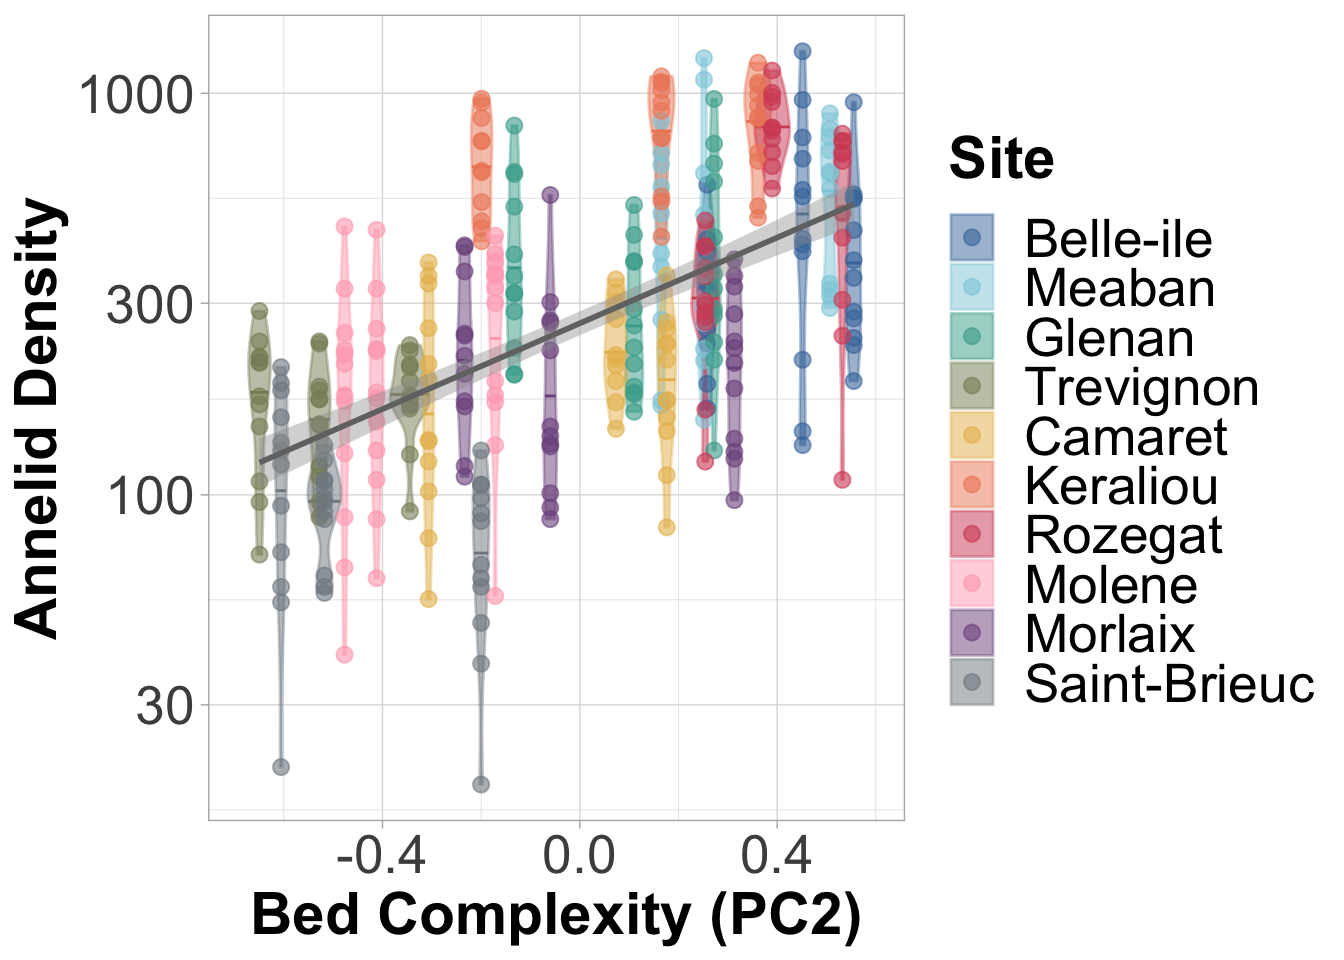 Annelid Density
1000
300
100
30
-0.4 0.0 0.4
Bed Complexity (PC2)
Site
Belle-ile
Meaban
Glenan
Trevignon
Camaret
Keraliou
Rozegat
Molene
Morlaix
Saint-Brieuc